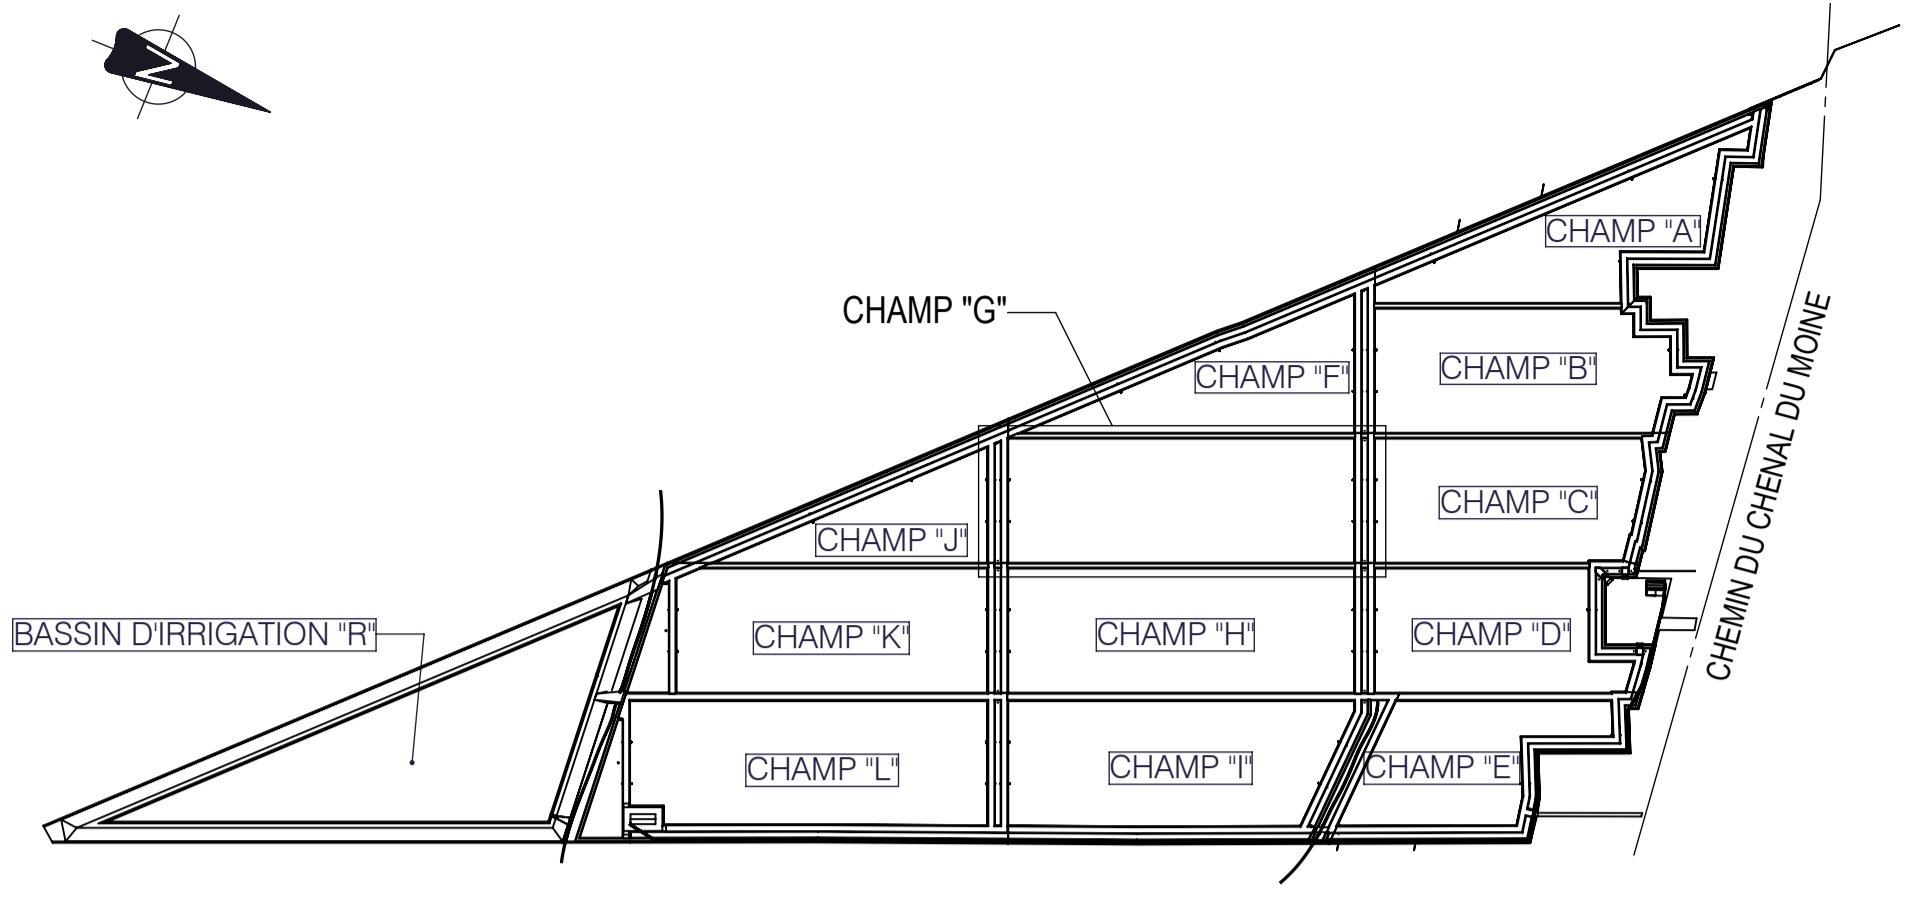 N
CHAMP "A"
CHAMP "G"
CHAMP "F"
CHAMP "B"
CHAMP "C"
CHAMP "J"
CHEMIN DU CHENAL DU MOINE
BASSIN D'IRRIGATION "R"
CHAMP "K"
CHAMP "H"
CHAMP "D"
CHAMP "L"
CHAMP "I"
CHAMP "E"